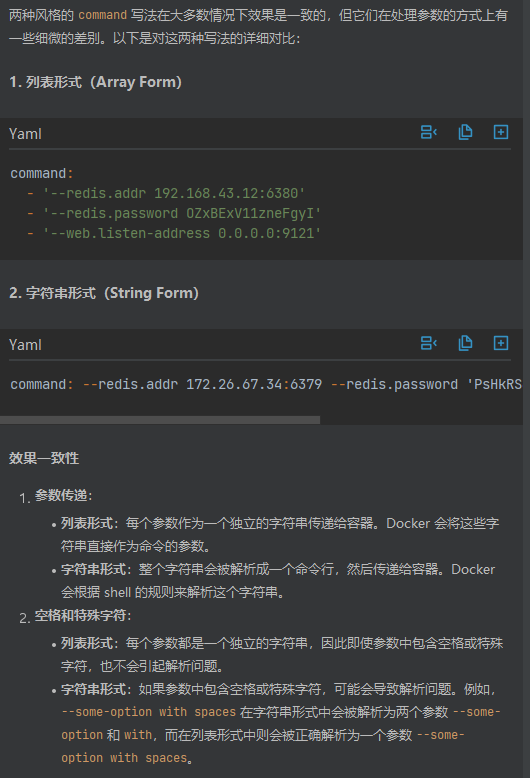 两种风格的 command 写法在大多数情况下效果是一致的，但它们在处理参数的方式上有
一些细微的差别。以下是对这两种写法的详细对比：
1. 列表形式（Array Form）
Yaml
command:
- '--redis.addr 192.168.43.12:6380'
- '--redis.password OZxBExV11zneFgyI'
- '--web.listen-address 0.0.0.0:9121'
2. 字符串形式（String Form）
Yaml
command: --redis.addr 172.26.67.34:6379 --redis.password 'PsHkRS
效果一致性
1. 参数传递：
• 列表形式：每个参数作为一个独立的字符串传递给容器。Docker 会将这些字
符串直接作为命令的参数。
• 字符串形式：整个字符串会被解析成一个命令行，然后传递给容器。Docker
会根据 shell 的规则来解析这个字符串。
2. 空格和特殊字符：
• 列表形式：每个参数都是一个独立的字符串，因此即使参数中包含空格或特殊
字符，也不会引起解析问题。
• 字符串形式：如果参数中包含空格或特殊字符，可能会导致解析问题。例如，
--some-option with spaces 在字符串形式中会被解析为两个参数 --some-
option 和 with，而在列表形式中则会被正确解析为一个参数 --some-
option with spaces。